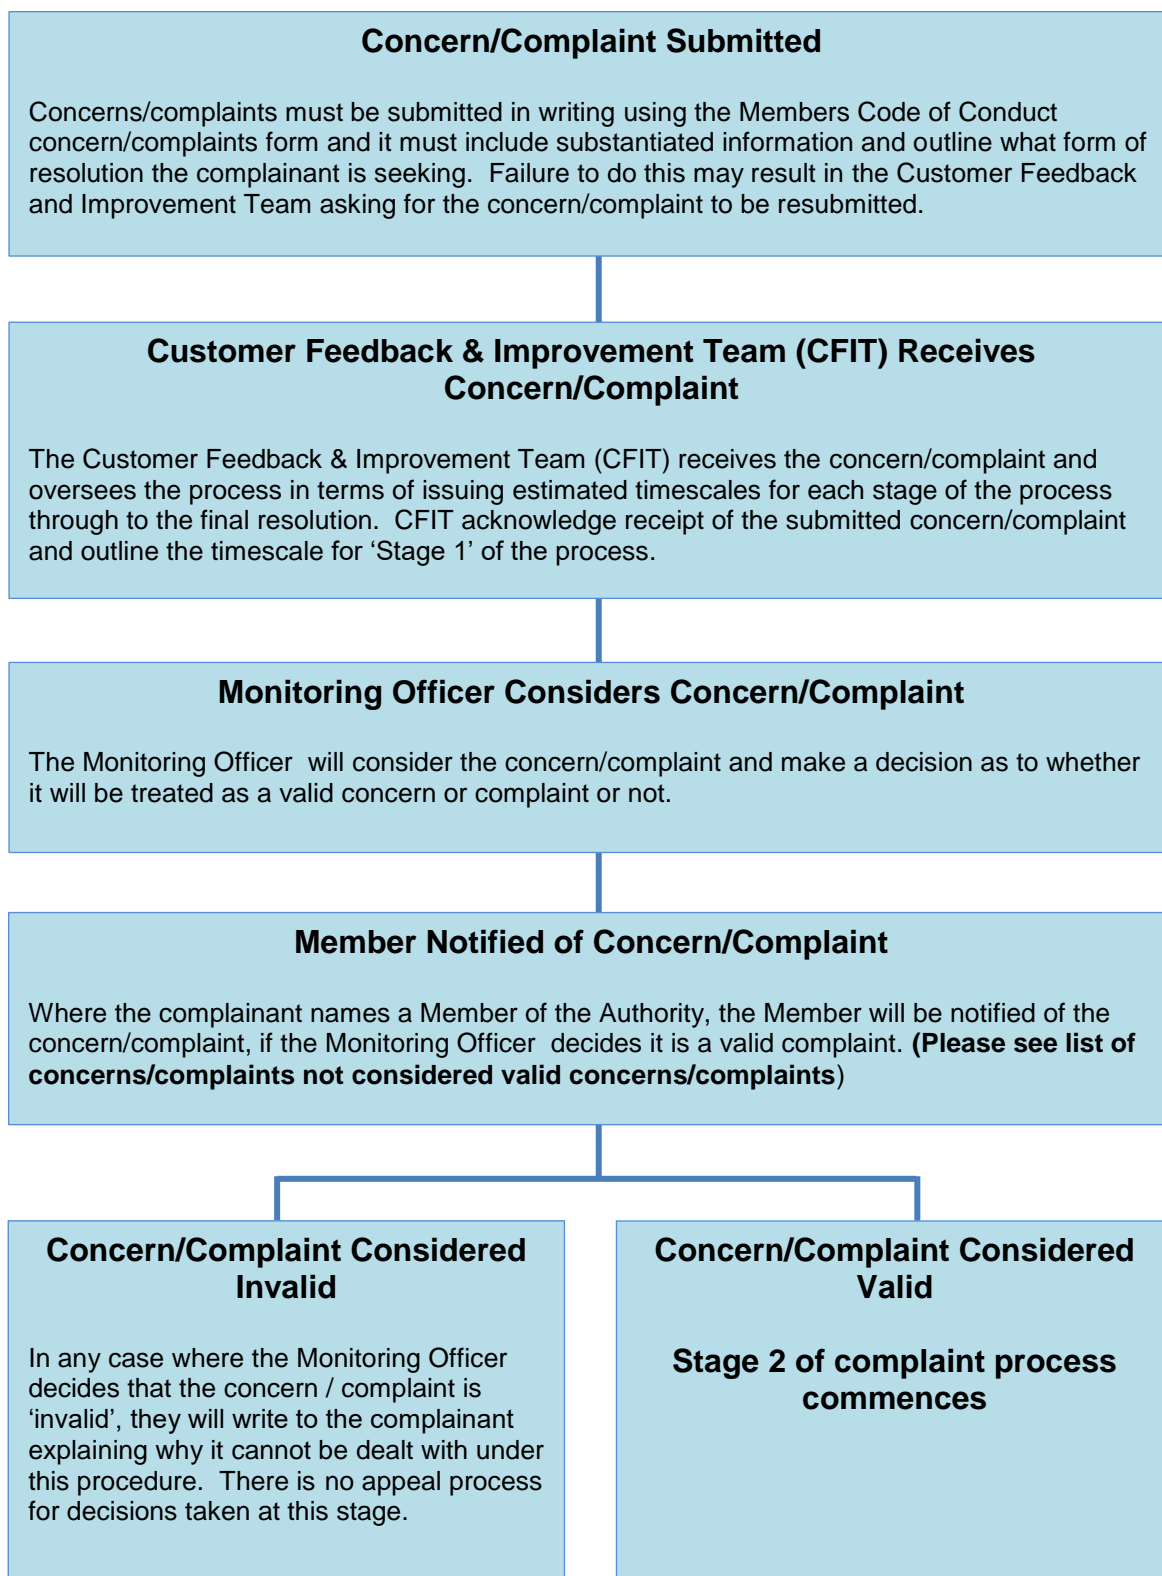 Concern/Complaint Submitted
Concerns/complaints must be submitted in writing using the Members Code of Conduct
concern/complaints form and it must include substantiated information and outline what form of
resolution the complainant is seeking.  Failure to do this may result in the Customer Feedback
and Improvement Team asking for the concern/complaint to be resubmitted.
Customer Feedback & Improvement Team (CFIT) Receives
Concern/Complaint
The Customer Feedback & Improvement Team (CFIT) receives the concern/complaint and
oversees the process in terms of issuing estimated timescales for each stage of the process
through to the final resolution.  CFIT acknowledge receipt of the submitted concern/complaint
and outline the timescale for ‘Stage 1’ of the process.
Monitoring Officer Considers Concern/Complaint
The Monitoring Officer  will consider the concern/complaint and make a decision as to whether
it will be treated as a valid concern or complaint or not.
Member Notified of Concern/Complaint
Where the complainant names a Member of the Authority, the Member will be notified of the
concern/complaint, if the Monitoring Officer  decides it is a valid complaint. (Please see list of
concerns/complaints not considered valid concerns/complaints)
Concern/Complaint Considered
Invalid
In any case where the Monitoring Officer
decides that the concern / complaint is
‘invalid’, they will write to the complainant
explaining why it cannot be dealt with under
this procedure.  There is no appeal process
for decisions taken at this stage.
Concern/Complaint Considered
Valid
Stage 2 of complaint process
commences